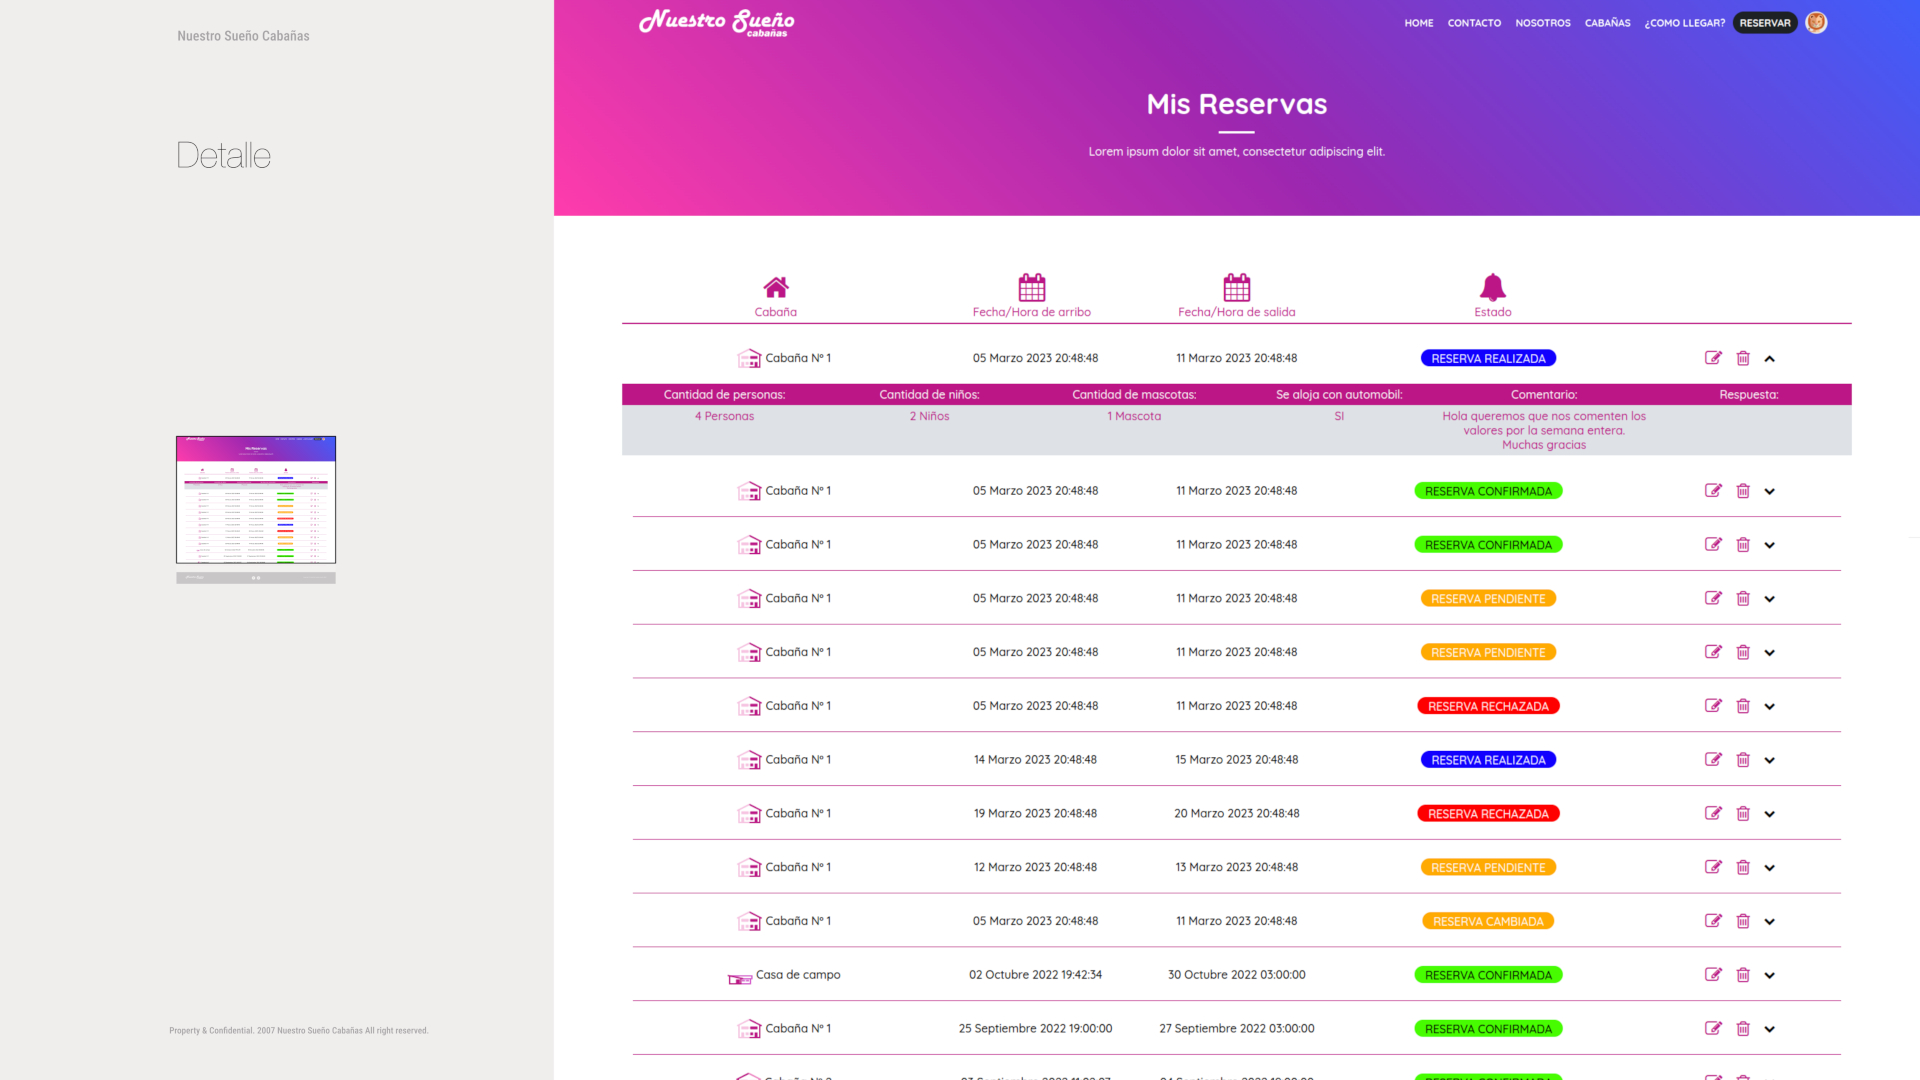 Nuestro Sueño Cabañas
Detalle
Property & Confidential. 2007 Nuestro Sueño Cabañas All right reserved.
Nuestro Sueño
cabañas
HOME CONTACTO NOSOTROS CABAÑAS ¿COMO LLEGAR? RESERVAR
Mis Reservas
Lorem ipsum dolor sit amet, consectetur adipiscing elit.
Cabaña Fecha/Hora de arribo Fecha/Hora de salida Estado
Cabaña Nº 1 05 Marzo 2023 20:48:48 11 Marzo 2023 20:48:48 RESERVA REALIZADA
Cantidad de personas: Cantidad de niños: Cantidad de mascotas: Se aloja con automobil: Comentario: Respuesta:
4 Personas 2 Niños 1 Mascota SI Hola queremos que nos comenten los
valores por la semana entera.
Muchas gracias
Cabaña Nº 1 05 Marzo 2023 20:48:48 11 Marzo 2023 20:48:48 RESERVA CONFIRMADA
Cabaña Nº 1 05 Marzo 2023 20:48:48 11 Marzo 2023 20:48:48 RESERVA CONFIRMADA
Cabaña Nº 1 05 Marzo 2023 20:48:48 11 Marzo 2023 20:48:48 RESERVA PENDIENTE
Cabaña Nº 1 05 Marzo 2023 20:48:48 11 Marzo 2023 20:48:48 RESERVA PENDIENTE
Cabaña Nº 1 05 Marzo 2023 20:48:48 11 Marzo 2023 20:48:48 RESERVA RECHAZADA
Cabaña Nº 1 14 Marzo 2023 20:48:48 15 Marzo 2023 20:48:48 RESERVA REALIZADA
Cabaña Nº 1 19 Marzo 2023 20:48:48 20 Marzo 2023 20:48:48 RESERVA RECHAZADA
Cabaña Nº 1 12 Marzo 2023 20:48:48 13 Marzo 2023 20:48:48 RESERVA PENDIENTE
Cabaña Nº 1 05 Marzo 2023 20:48:48 11 Marzo 2023 20:48:48 RESERVA CAMBIADA
Casa de campo 02 Octubre 2022 19:42:34 30 Octubre 2022 03:00:00 RESERVA CONFIRMADA
Cabaña Nº 1 25 Septiembre 2022 19:00:00 27 Septiembre 2022 03:00:00 RESERVA CONFIRMADA